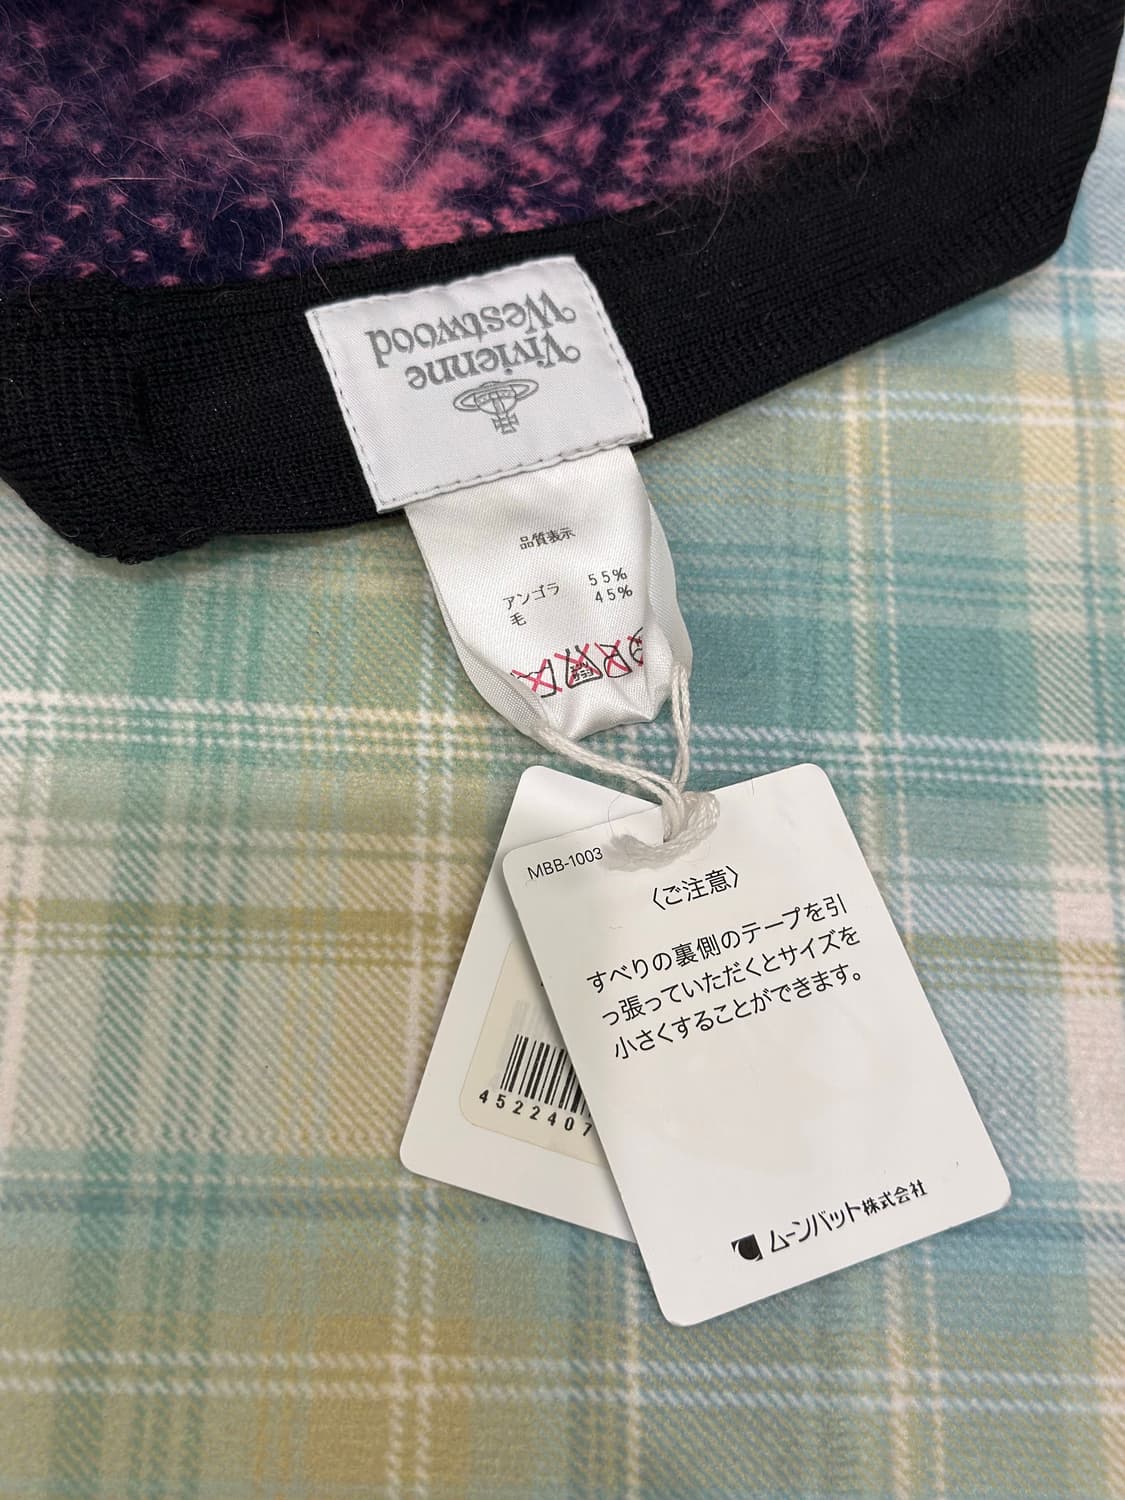 Vivienne
Westwood
品質表示
アンゴラ 55%
毛 45%
MBB-1003
〈ご注意〉
すべりの裏側のテープを引
っ張っていただくとサイズを
小さくすることができます。
ムーンバット株式会社
4522407